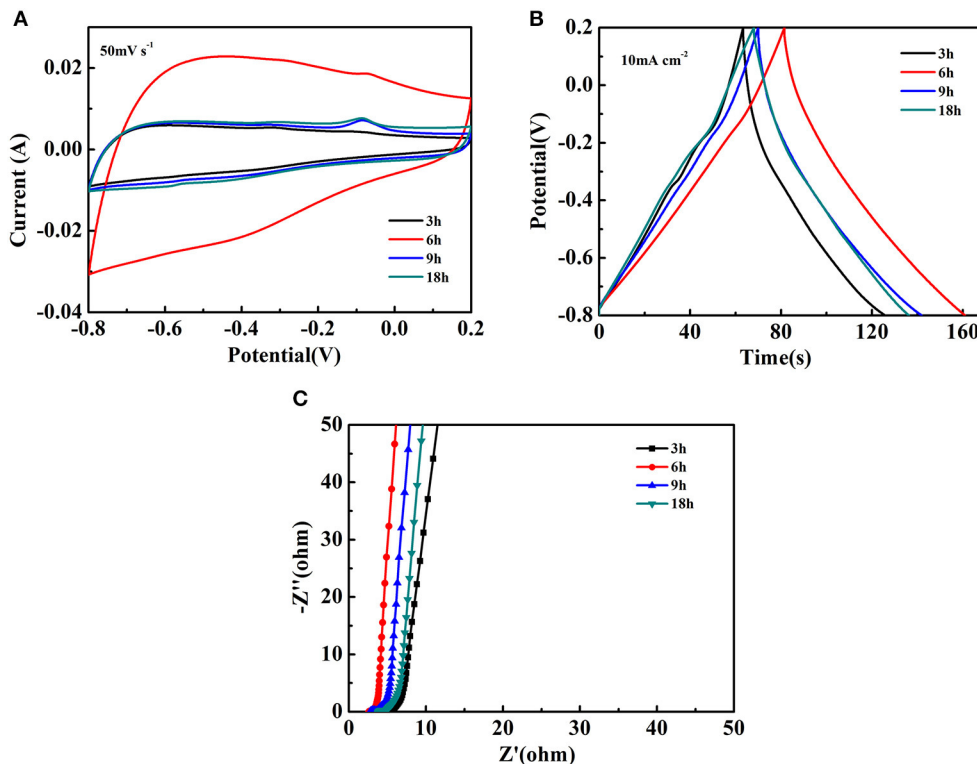 A
50mV s⁻¹
Current (A)
0.02
0.00
-0.02
-0.04
3h
6h
9h
18h
-0.8
-0.6
-0.4
-0.2
0.0
0.2
Potential(V)
B
10mA cm⁻²
Potential(V)
0.2
0.0
-0.2
-0.4
-0.6
-0.8
3h
6h
9h
18h
0
40
80
120
160
Time(s)
C
-Z''(ohm)
50
40
30
20
10
0
3h
6h
9h
18h
0
10
20
30
40
50
Z'(ohm)